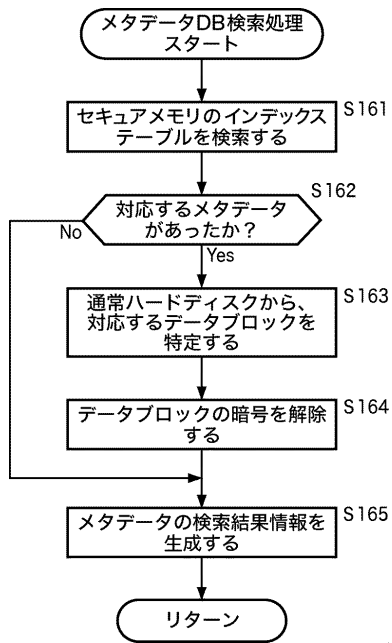 メタデータDB検索処理
スタート
セキュアメモリのインデックス
テーブルを検索する
S161
対応するメタデータ
があったか？
S162
No
Yes
通常ハードディスクから、
対応するデータブロックを
特定する
S163
データブロックの暗号を解除
する
S164
メタデータの検索結果情報を
生成する
S165
リターン